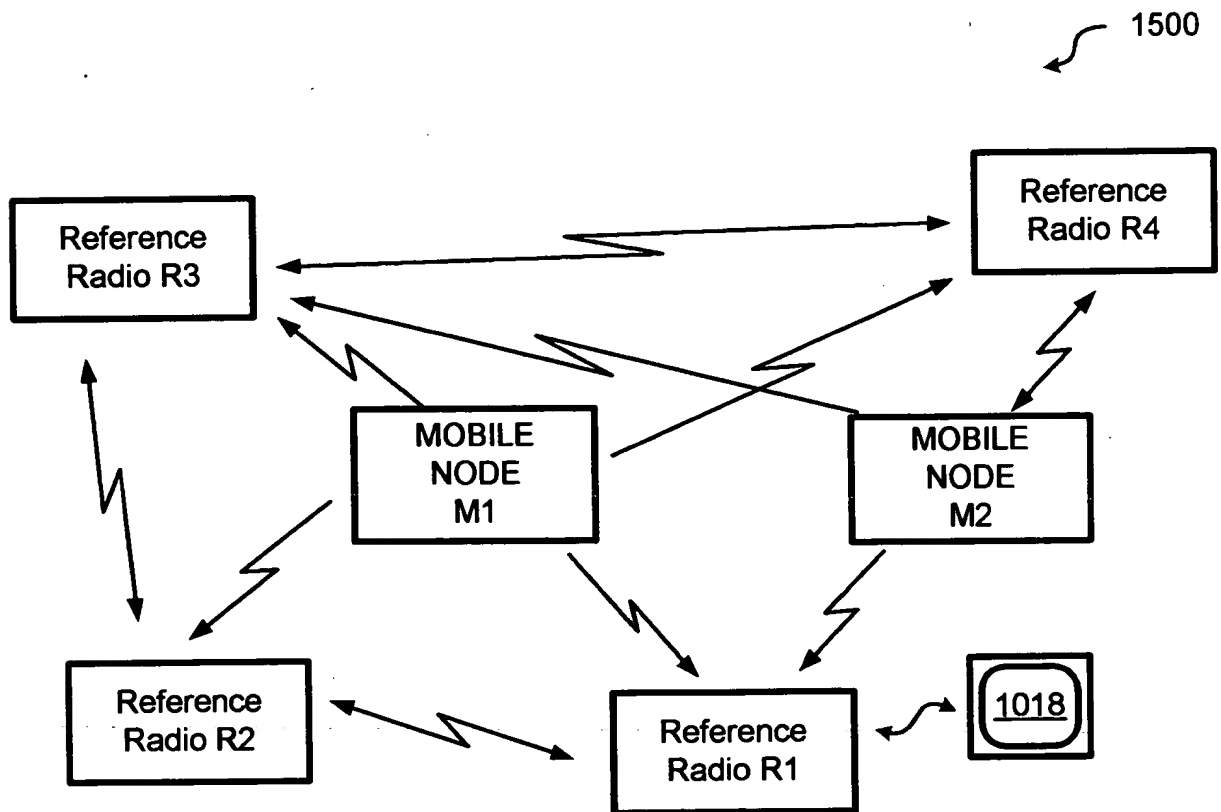 1500
Reference
Radio R4
Reference
Radio R3
MOBILE
NODE
M1
MOBILE
NODE
M2
Reference
Radio R2
Reference
Radio R1
1018